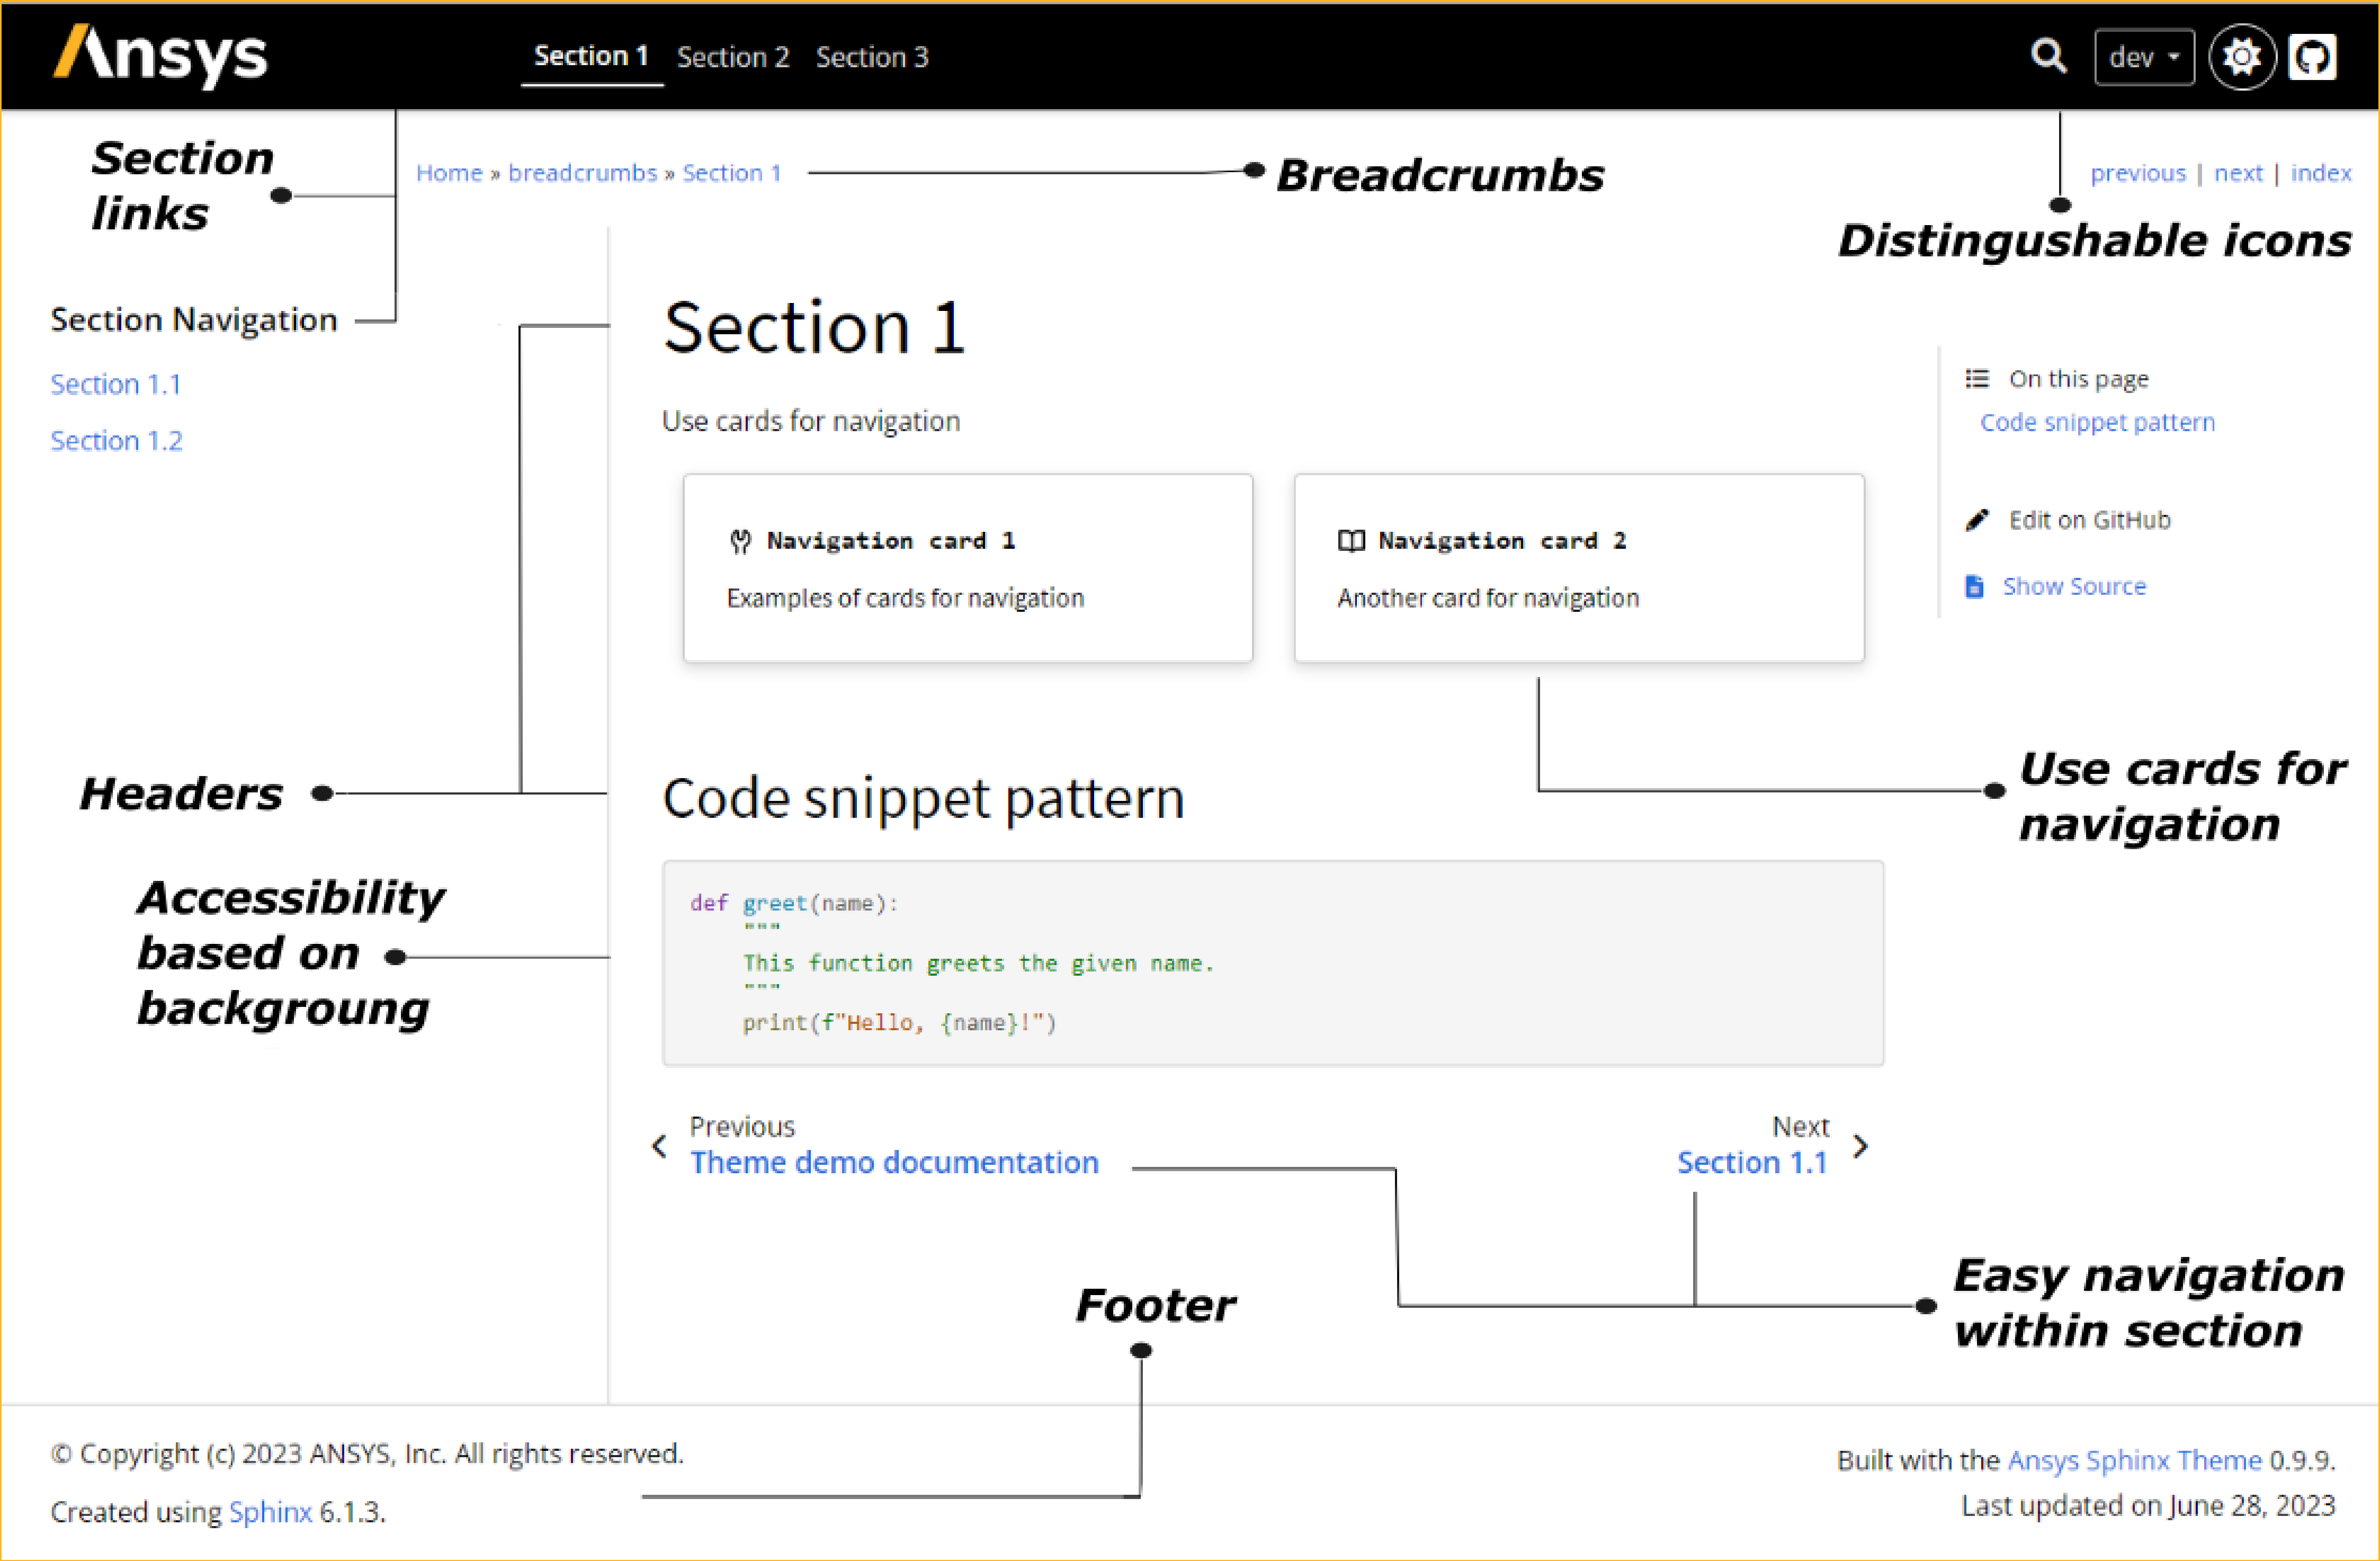 Ansys
Section 1 Section 2 Section 3
dev
Section
links
Home » breadcrumbs » Section 1
Breadcrumbs
previous | next | index
Distingushable icons
Section Navigation
Section 1.1
Section 1.2
Section 1
Use cards for navigation
Navigation card 1
Examples of cards for navigation
Navigation card 2
Another card for navigation
On this page
Code snippet pattern
Edit on GitHub
Show Source
Headers
Use cards for
navigation
Code snippet pattern
Accessibility
based on
backgroung
def greet(name):
"""
This function greets the given name.
"""
print(f"Hello, {name}!")
Previous
Theme demo documentation
Next
Section 1.1
Easy navigation
within section
Footer
© Copyright (c) 2023 ANSYS, Inc. All rights reserved.
Created using Sphinx 6.1.3.
Built with the Ansys Sphinx Theme 0.9.9.
Last updated on June 28, 2023